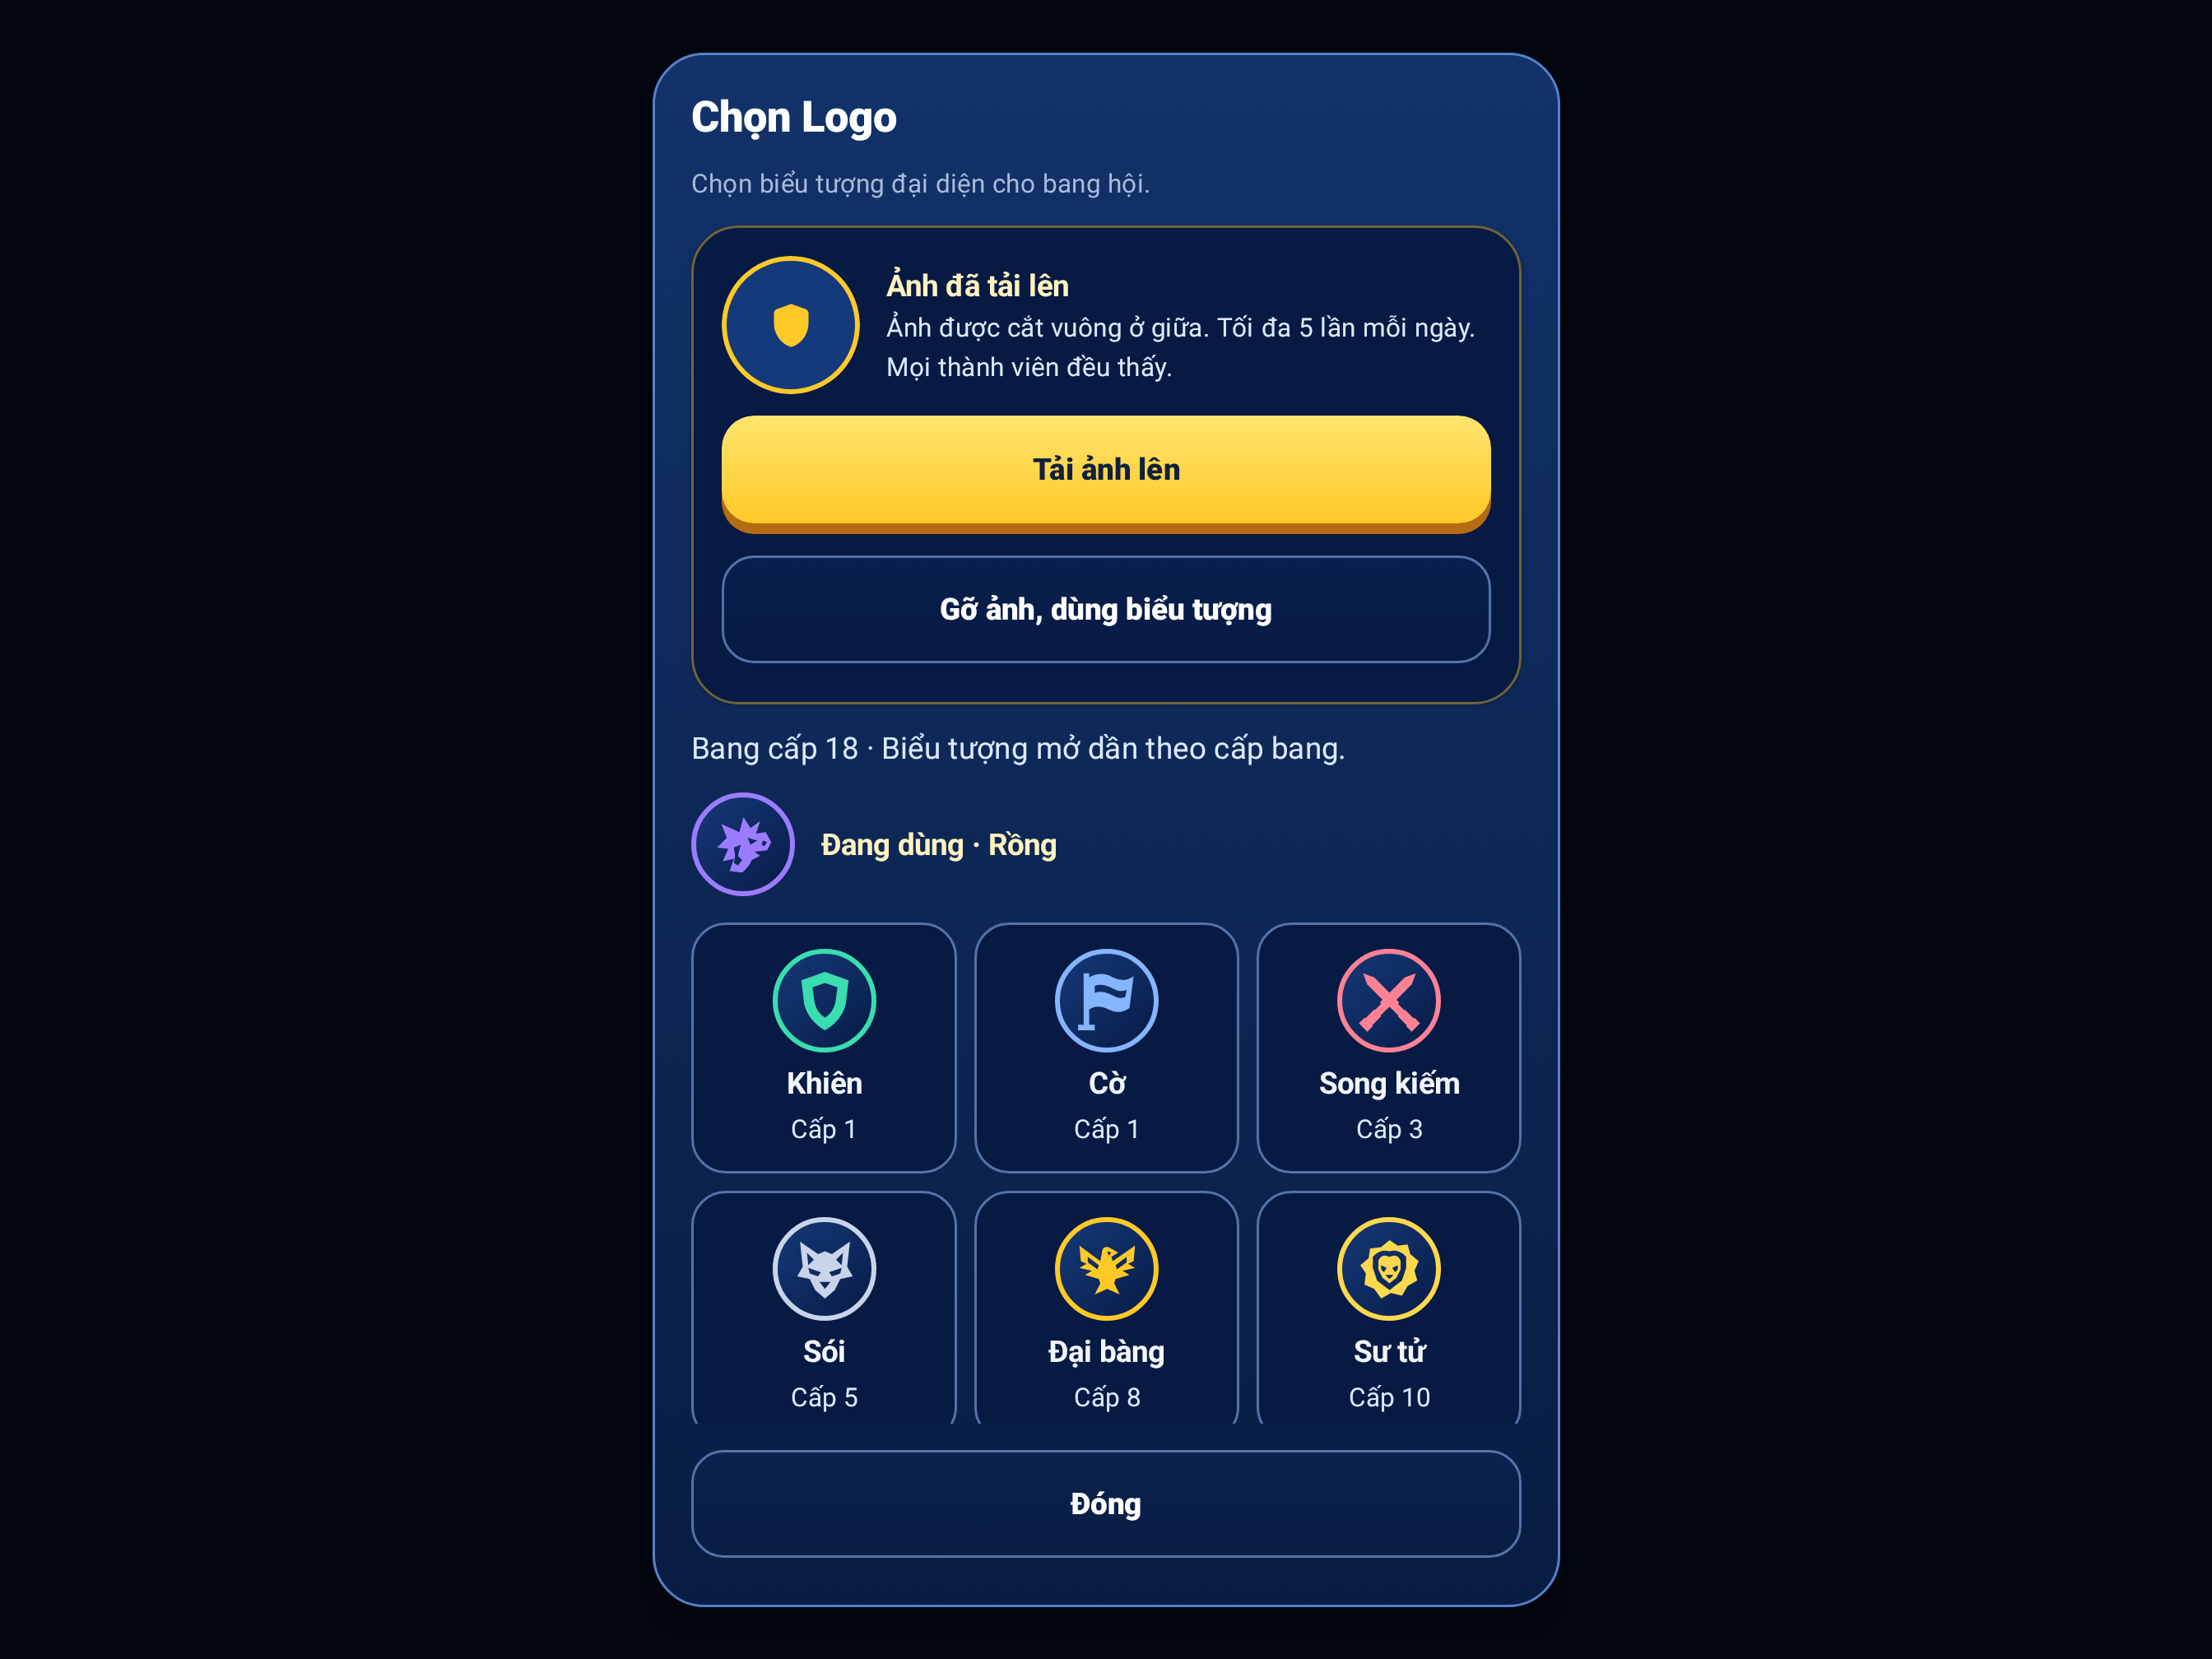 Chọn Logo
Chọn biểu tượng đại diện cho bang hội.
Ảnh đã tải lên
Ảnh được cắt vuông ở giữa. Tối đa 5 lần mỗi ngày.
Mọi thành viên đều thấy.
Tải ảnh lên
Gỡ ảnh, dùng biểu tượng
Bang cấp 18 · Biểu tượng mở dần theo cấp bang.
Đang dùng · Rồng
Khiên
Cấp 1
Cờ
Cấp 1
Song kiếm
Cấp 3
Sói
Cấp 5
Đại bàng
Cấp 8
Sư tử
Cấp 10
Đóng